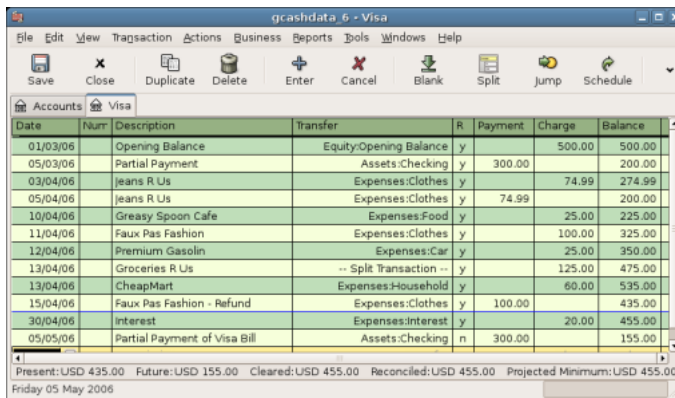 gcashdata_6 - Visa
File Edit View Transaction Actions Business Reports Tools Windows Help
Save Close Duplicate Delete Enter Cancel Blank Split Jump Schedule
Accounts Visa
Date Num Description Transfer R Payment Charge Balance
01/03/06 Opening Balance Equity:Opening Balance y 500.00 500.00
05/03/06 Partial Payment Assets:Checking y 300.00 200.00
03/04/06 Jeans R Us Expenses:Clothes y 74.99 274.99
05/04/06 Jeans R Us Expenses:Clothes y 74.99 200.00
10/04/06 Greasy Spoon Cafe Expenses:Food y 25.00 225.00
11/04/06 Faux Pas Fashion Expenses:Clothes y 100.00 325.00
12/04/06 Premium Gasolin Expenses:Car y 25.00 350.00
13/04/06 Groceries R Us -- Split Transaction -- y 125.00 475.00
13/04/06 CheapMart Expenses:Household y 60.00 535.00
15/04/06 Faux Pas Fashion - Refund Expenses:Clothes y 100.00 435.00
30/04/06 Interest Expenses:Interest y 20.00 455.00
05/05/06 Partial Payment of Visa Bill Assets:Checking n 300.00 155.00
Present:USD 435.00 Future:USD 155.00 Cleared:USD 455.00 Reconciled:USD 455.00 Projected Minimum:USD 455.00
Friday 05 May 2006